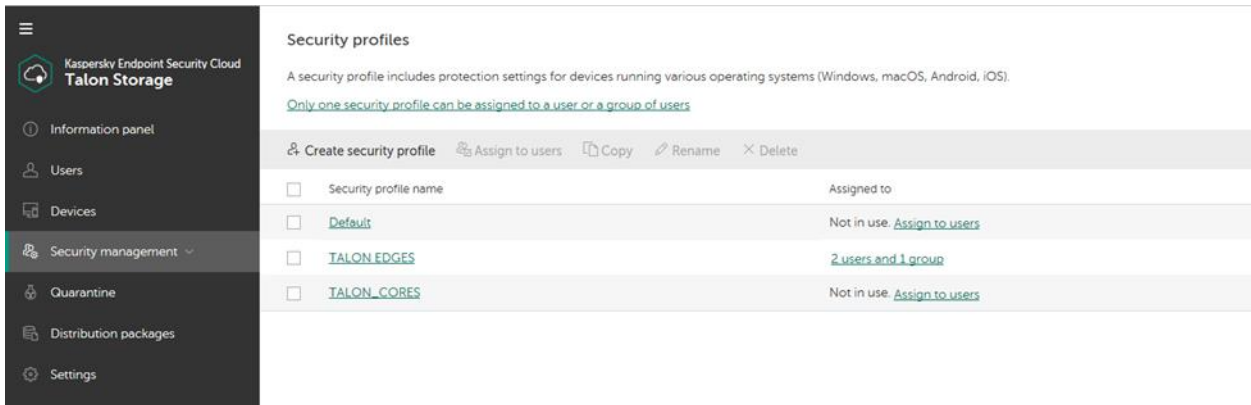 Kaspersky Endpoint Security Cloud
Talon Storage
Information panel
Users
Devices
Security management
Quarantine
Distribution packages
Settings
Security profiles
A security profile includes protection settings for devices running various operating systems (Windows, macOS, Android, iOS).
Only one security profile can be assigned to a user or a group of users
Create security profile Assign to users Copy Rename Delete
Security profile name Assigned to
Default Not in use. Assign to users
TALON EDGES 2 users and 1 group
TALON_CORES Not in use. Assign to users